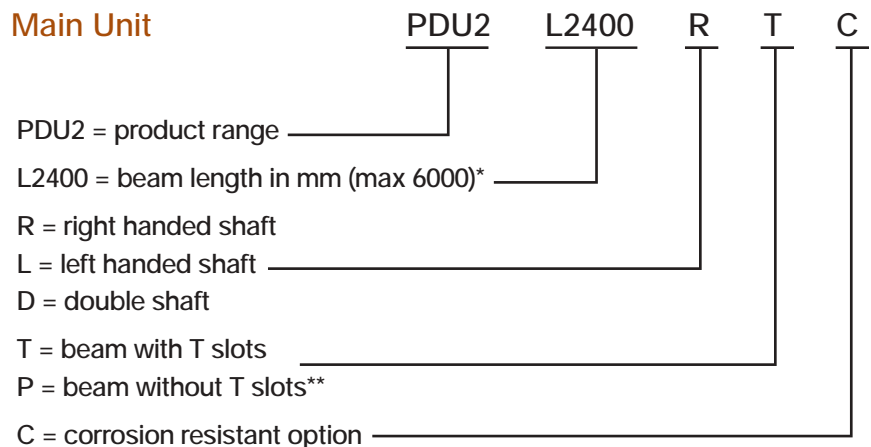 Main Unit PDU2 L2400 R T C
PDU2 = product range
L2400 = beam length in mm (max 6000)*
R = right handed shaft
L = left handed shaft
D = double shaft
T = beam with T slots
P = beam without T slots**
C = corrosion resistant option